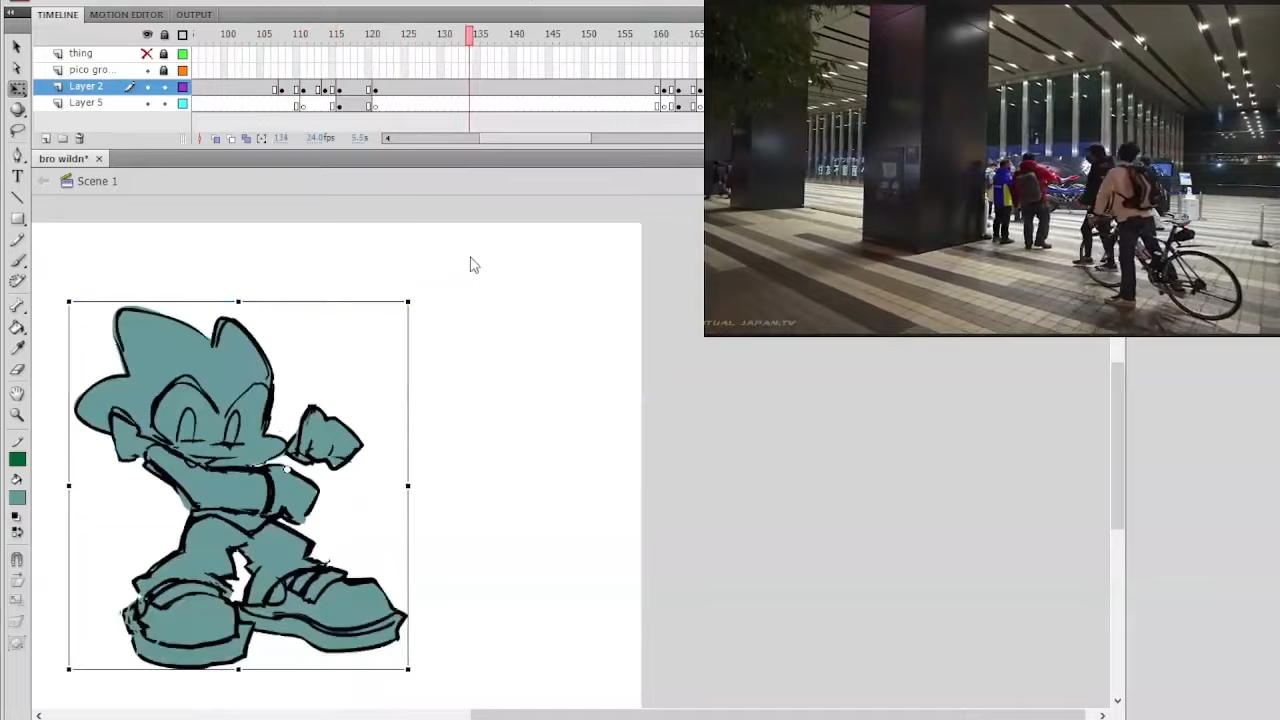 TIMELINE
MOTION EDITOR
OUTPUT
100 105 110 115 120 125 130 135 140 145 150 155 160 165
thing
pico gro...
Layer 2
Layer 5
134 24.0fps 5.5s
bro wildn*
Scene 1
TUAL JAPAN.TV